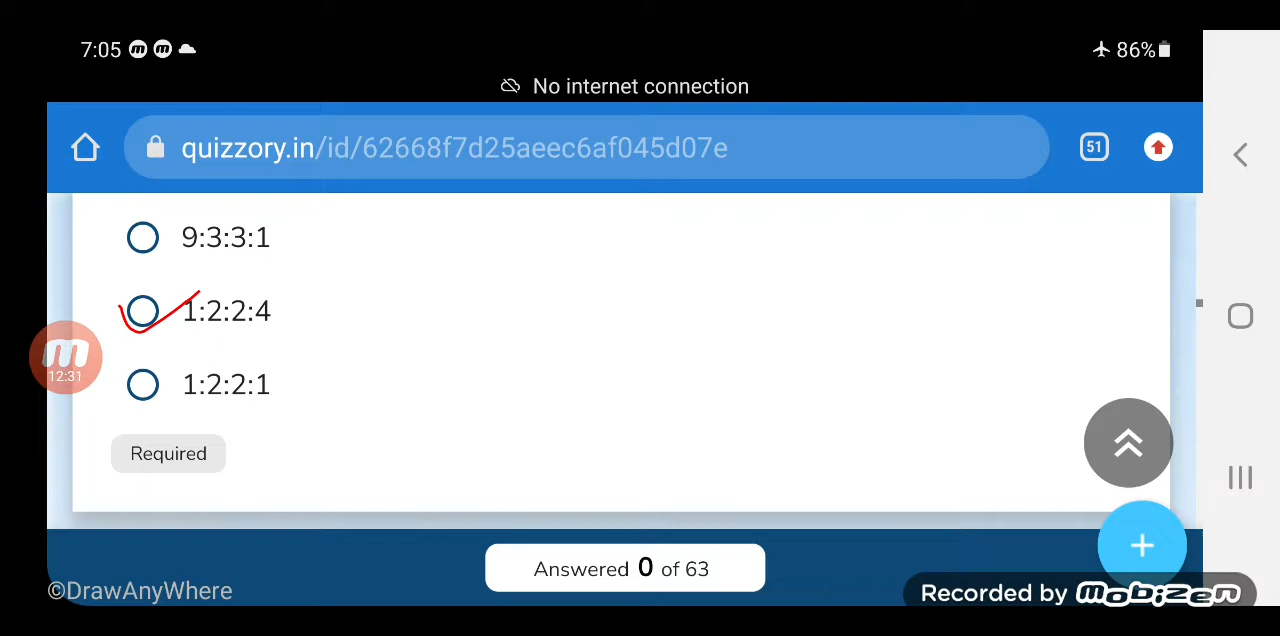 7:05 86%
No internet connection
quizzory.in/id/62668f7d25aeec6af045d07e 51
9:3:3:1
1:2:2:4
m
12:31
1:2:2:1
Required
Answered 0 of 63
+
©DrawAnyWhere
Recorded by mobizen